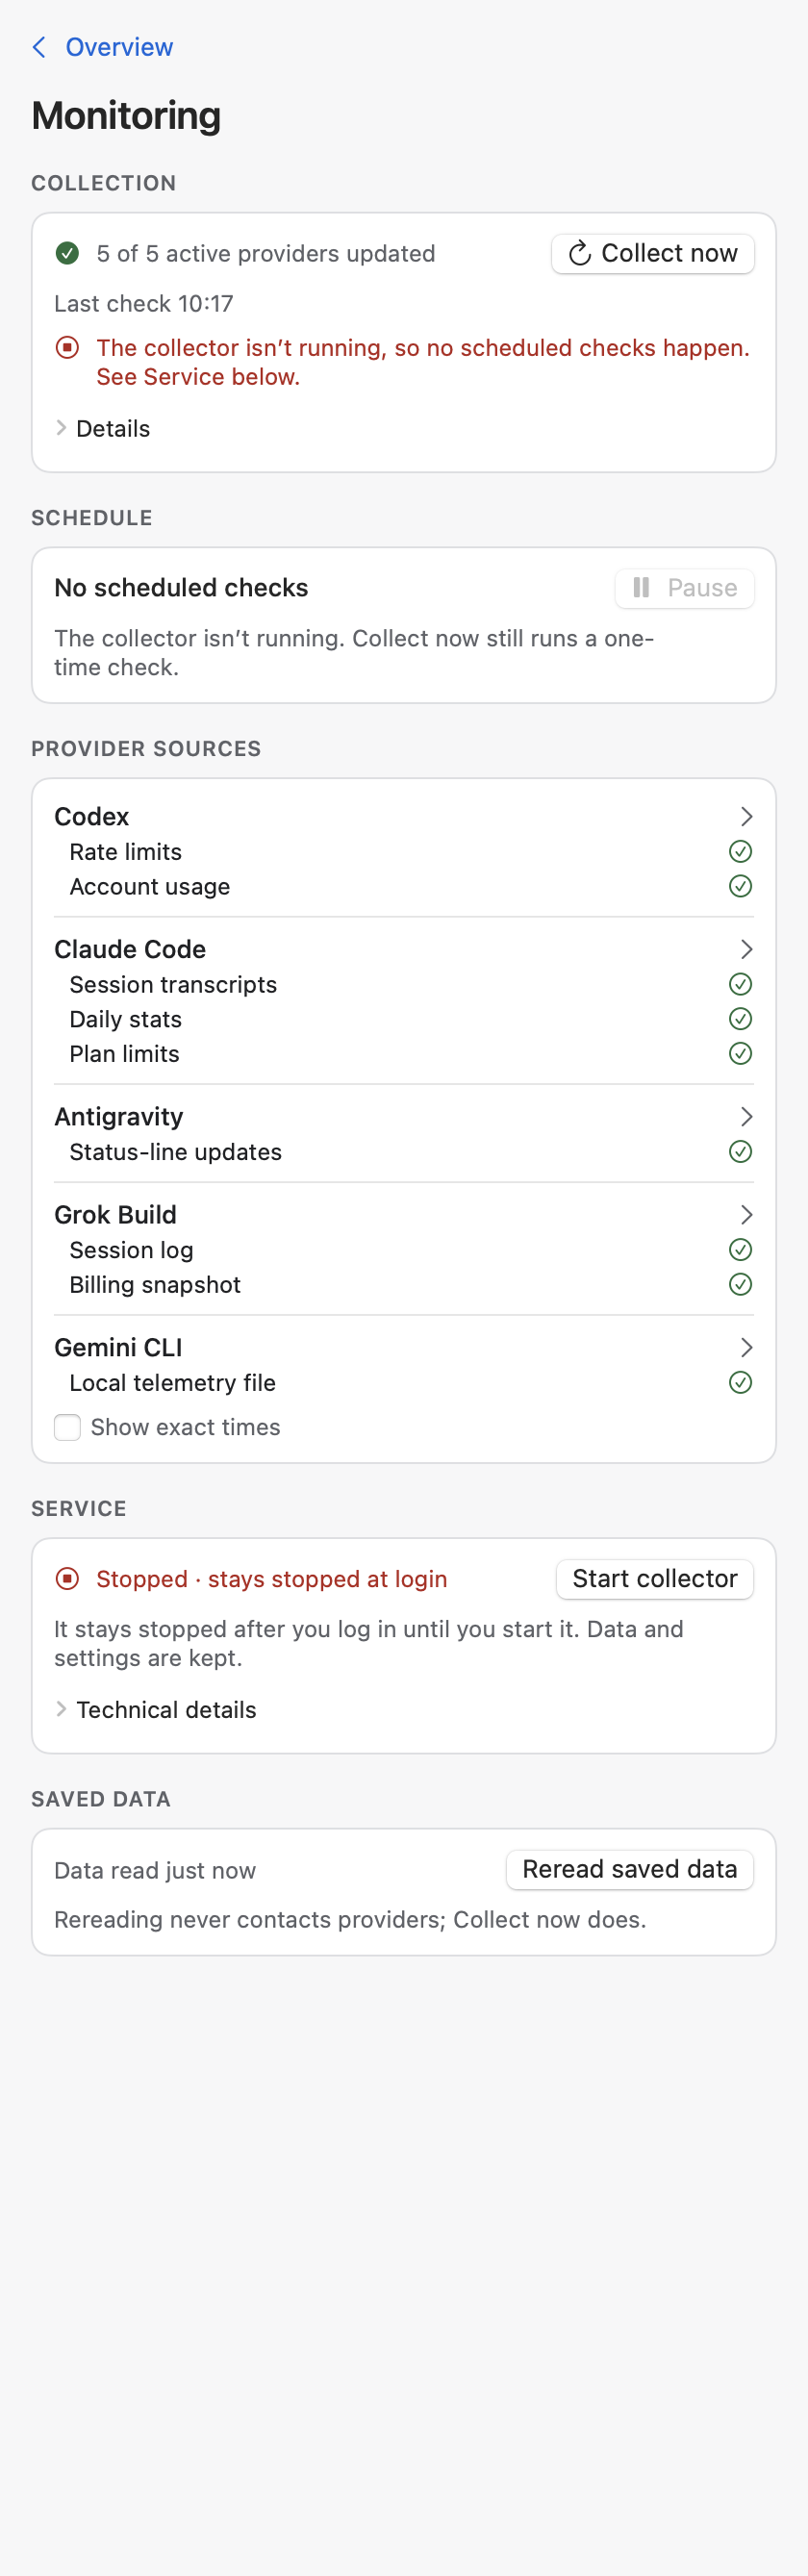 Overview
Monitoring
COLLECTION
5 of 5 active providers updated
Collect now
Last check 10:17
The collector isn’t running, so no scheduled checks happen.
See Service below.
Details
SCHEDULE
No scheduled checks
Pause
The collector isn’t running. Collect now still runs a one-
time check.
PROVIDER SOURCES
Codex
Rate limits
Account usage
Claude Code
Session transcripts
Daily stats
Plan limits
Antigravity
Status-line updates
Grok Build
Session log
Billing snapshot
Gemini CLI
Local telemetry file
Show exact times
SERVICE
Stopped · stays stopped at login
Start collector
It stays stopped after you log in until you start it. Data and
settings are kept.
Technical details
SAVED DATA
Data read just now
Reread saved data
Rereading never contacts providers; Collect now does.